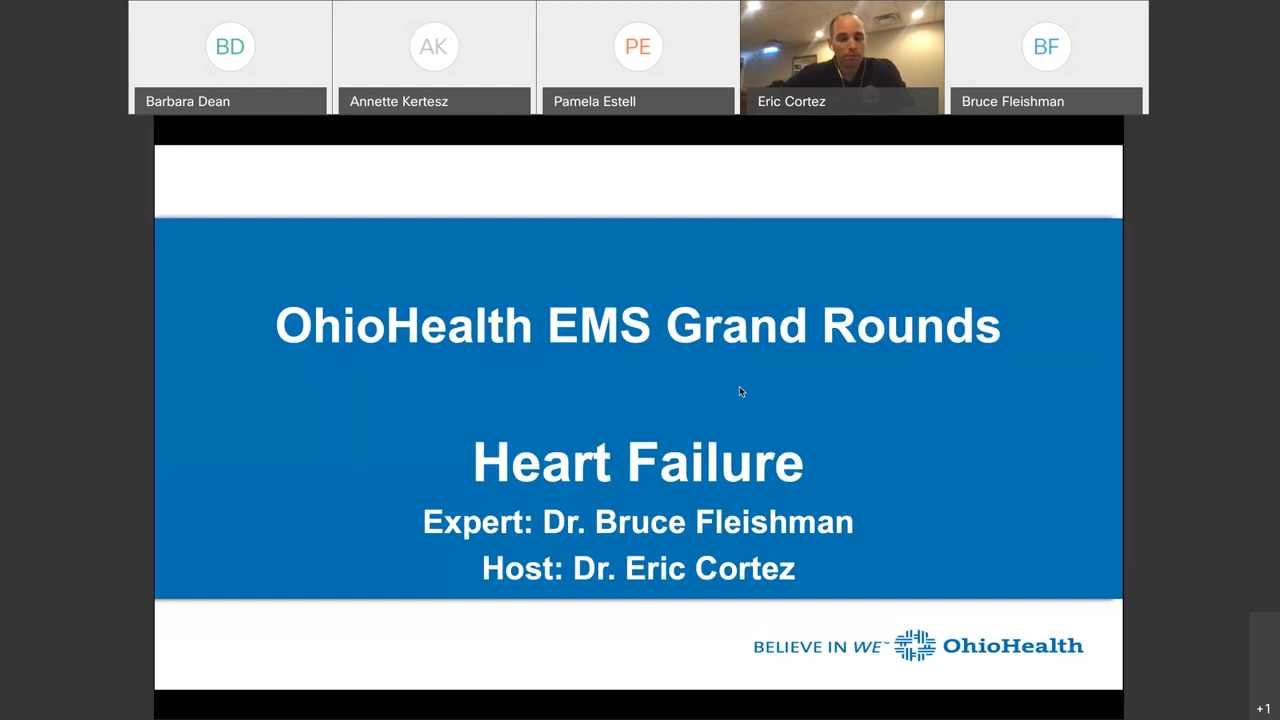 BD
AK
PE
BF
Barbara Dean
Annette Kertesz
Pamela Estell
Eric Cortez
Bruce Fleishman
OhioHealth EMS Grand Rounds
Heart Failure
Expert: Dr. Bruce Fleishman
Host: Dr. Eric Cortez
BELIEVE IN WE™ OhioHealth
+1